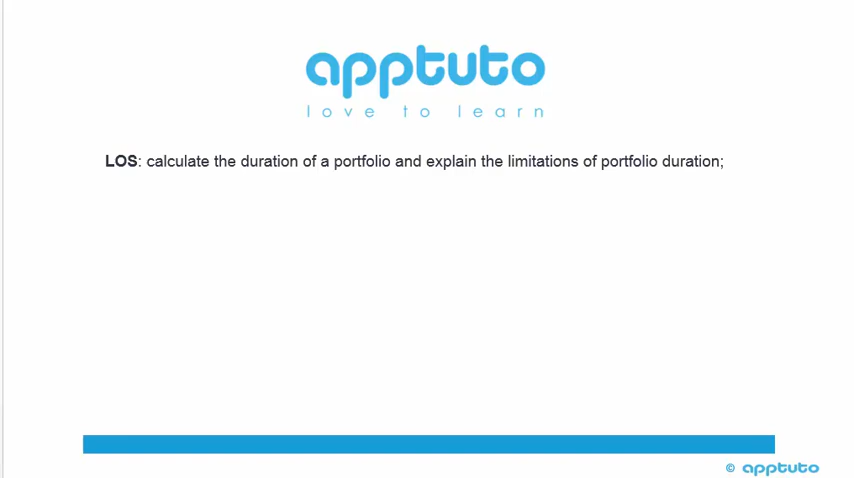 apptuto
love to learn
LOS: calculate the duration of a portfolio and explain the limitations of portfolio duration;
© apptuto